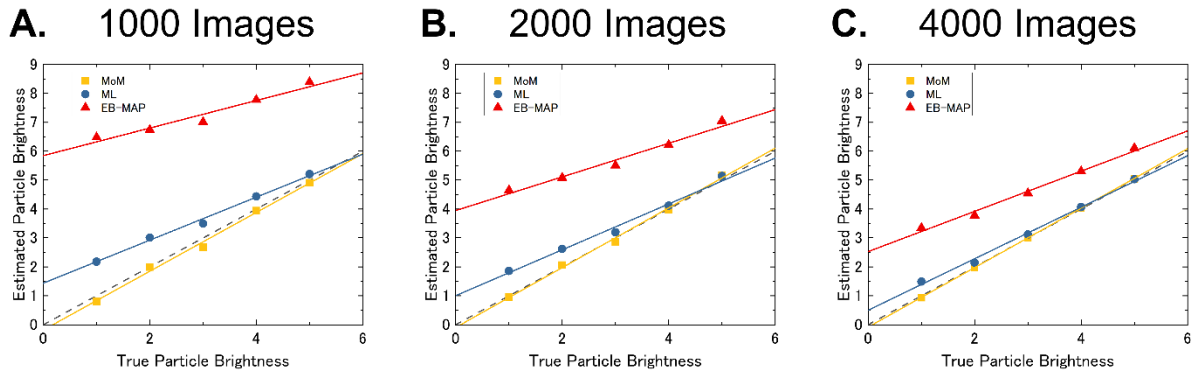 A. 1000 Images
Estimated Particle Brightness
9
8
7
6
5
4
3
2
1
0
MoM
ML
EB-MAP
0 2 4 6
True Particle Brightness
B. 2000 Images
Estimated Particle Brightness
9
8
7
6
5
4
3
2
1
0
MoM
ML
EB-MAP
0 2 4 6
True Particle Brightness
C. 4000 Images
Estimated Particle Brightness
9
8
7
6
5
4
3
2
1
0
MoM
ML
EB-MAP
0 2 4 6
True Particle Brightness